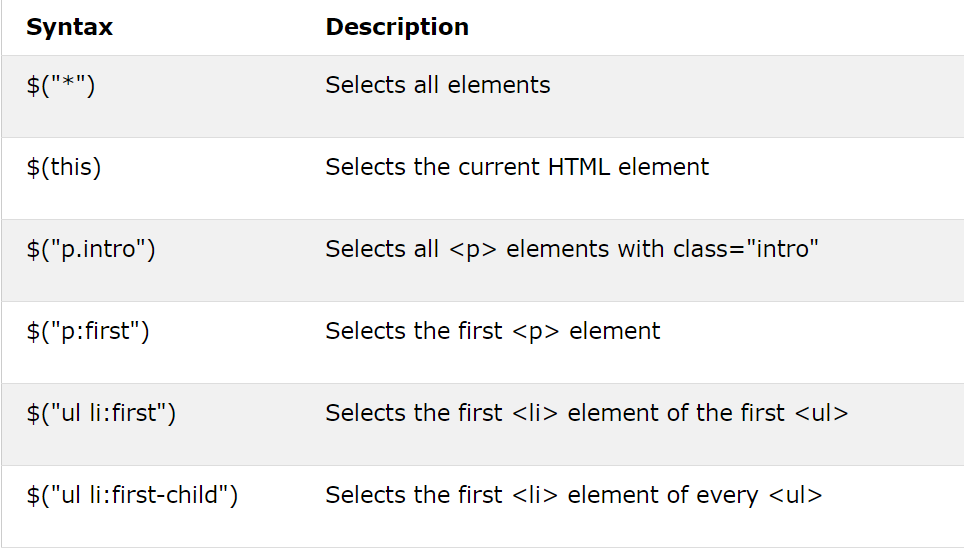 Syntax Description
$("*") Selects all elements
$(this) Selects the current HTML element
$("p.intro") Selects all <p> elements with class="intro"
$("p:first") Selects the first <p> element
$("ul li:first") Selects the first <li> element of the first <ul>
$("ul li:first-child") Selects the first <li> element of every <ul>